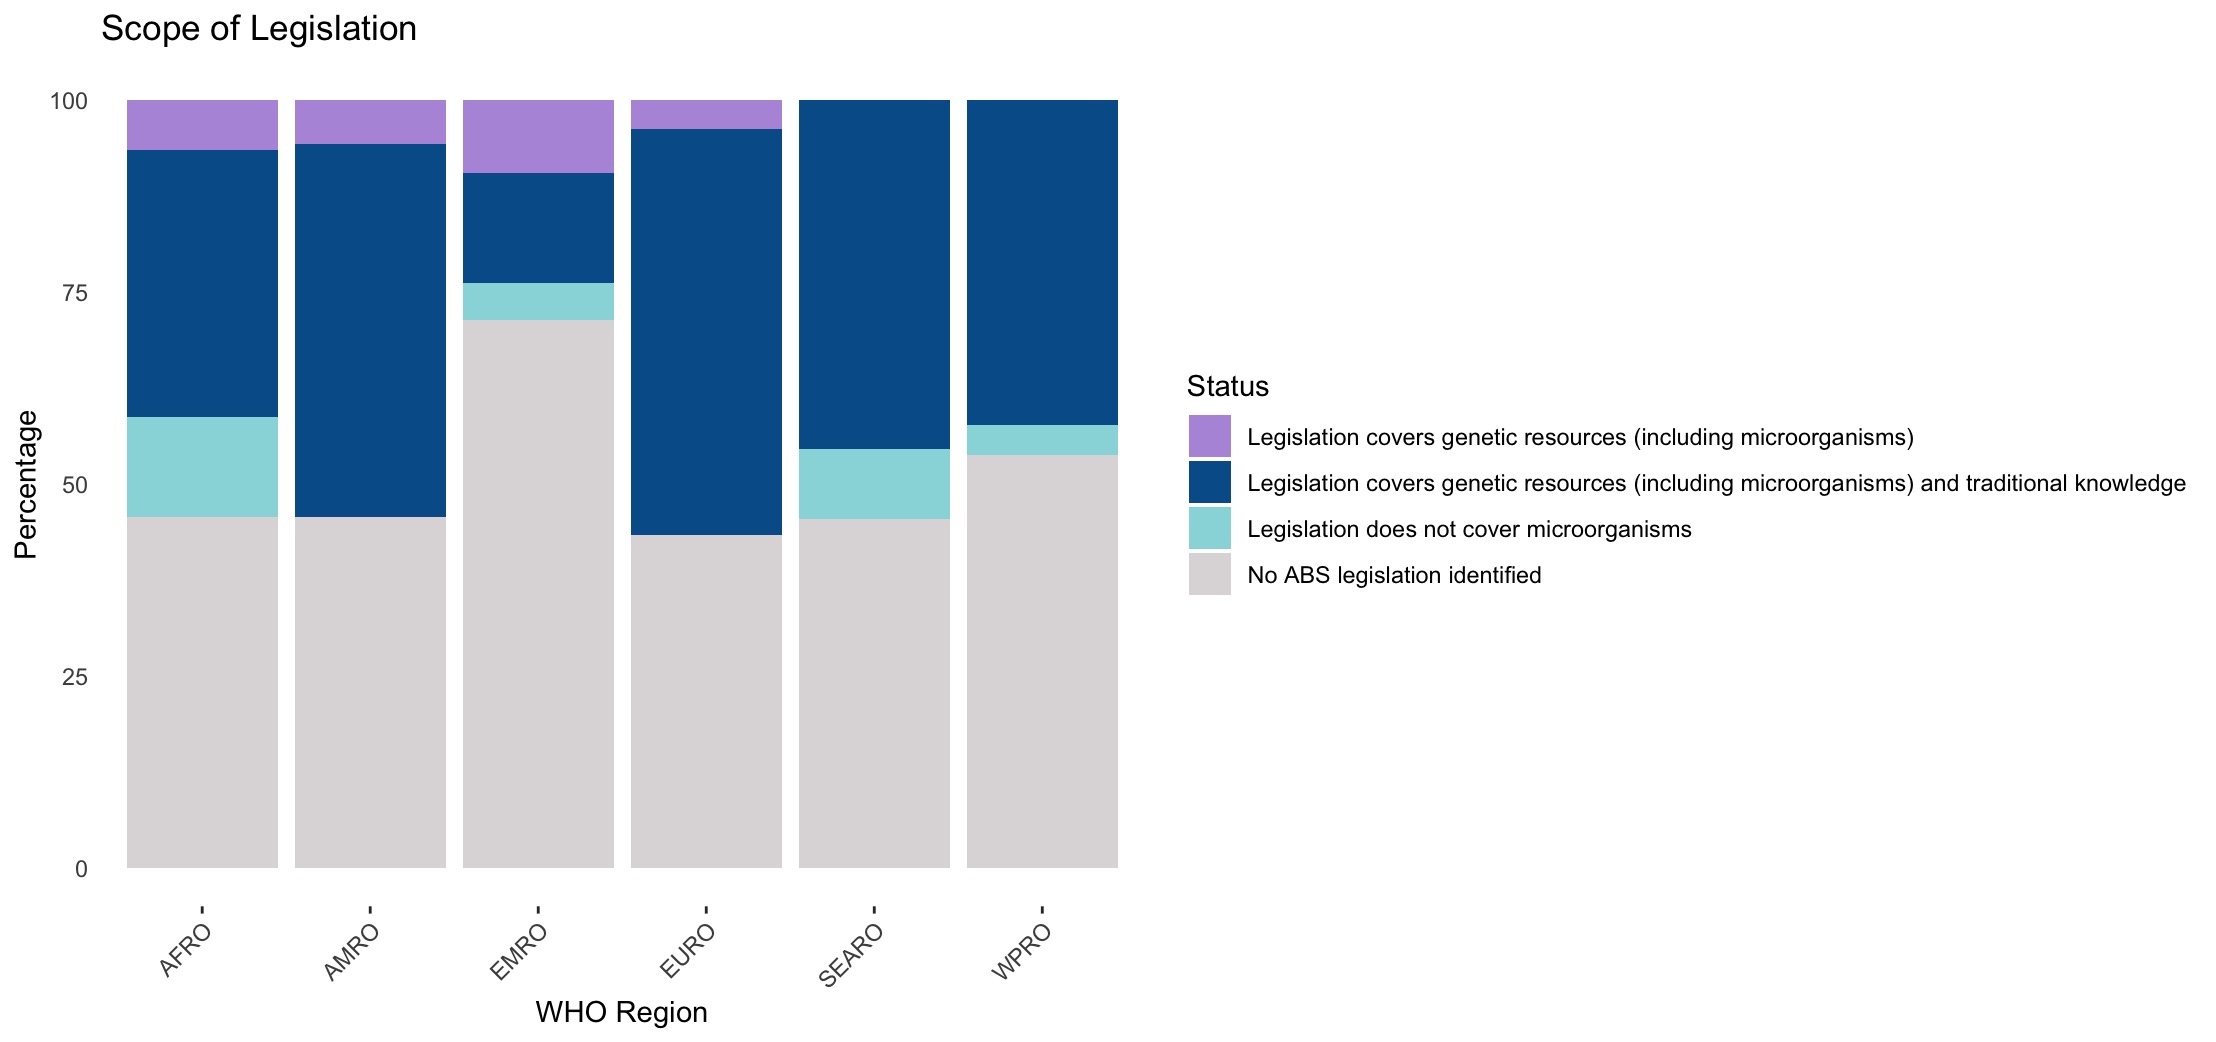 Scope of Legislation
100
75
50
25
0
Percentage
AFRO
AMRO
EMRO
EURO
SEARO
WPRO
WHO Region
Status
Legislation covers genetic resources (including microorganisms)
Legislation covers genetic resources (including microorganisms) and traditional knowledge
Legislation does not cover microorganisms
No ABS legislation identified